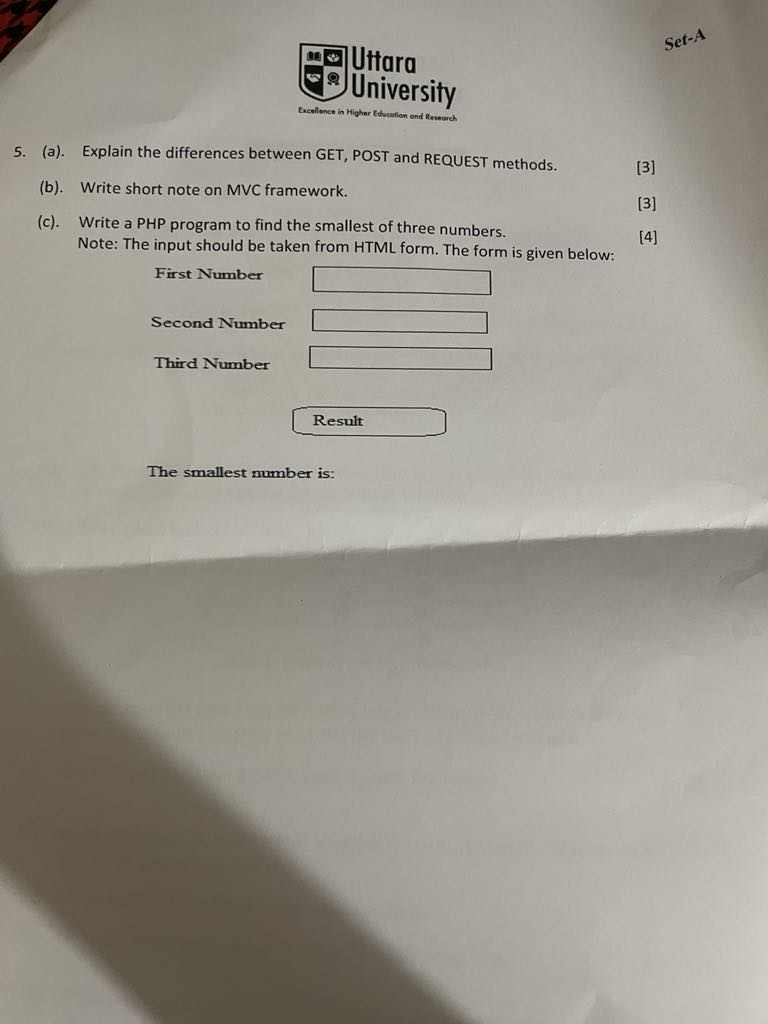 Set-A
Uttara
University
Excellence in Higher Education and Research
5. (a). Explain the differences between GET, POST and REQUEST methods. [3]
(b). Write short note on MVC framework. [3]
(c). Write a PHP program to find the smallest of three numbers. [4]
Note: The input should be taken from HTML form. The form is given below:
First Number
Second Number
Third Number
Result
The smallest number is: